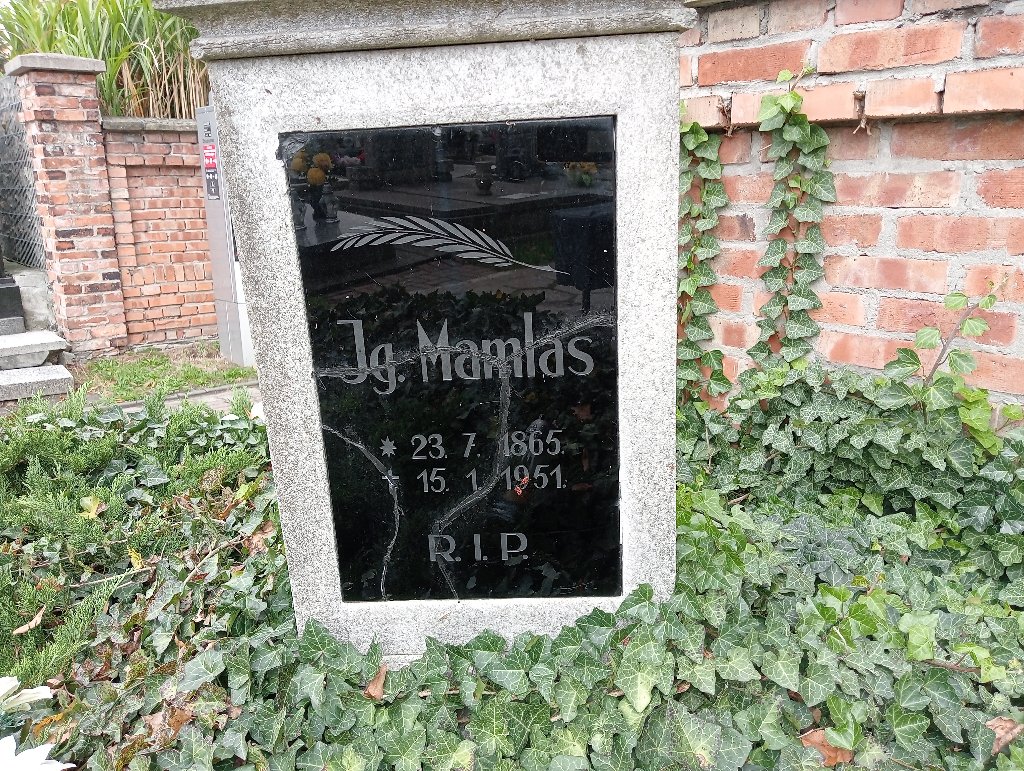 Jg. Mamlas
* 23. 7. 1865.
+ 15. 1. 1951.
R.I.P.